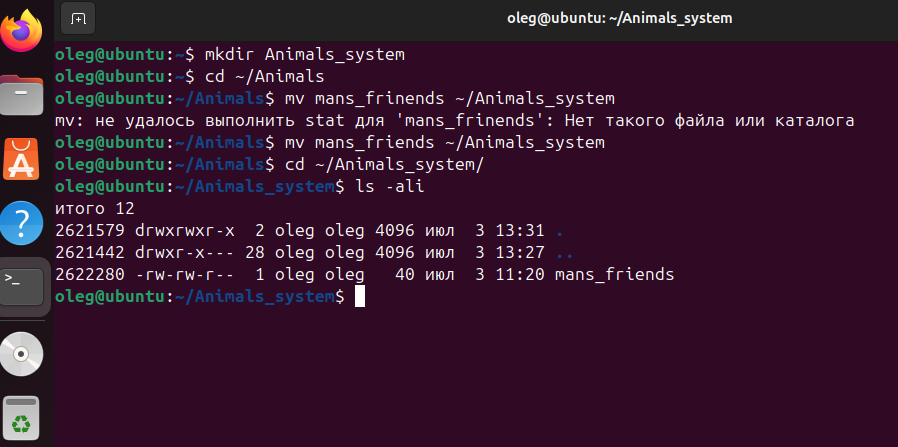 oleg@ubuntu: ~/Animals_system
oleg@ubuntu:~$ mkdir Animals_system
oleg@ubuntu:~$ cd ~/Animals
oleg@ubuntu:~/Animals$ mv mans_frinends ~/Animals_system
mv: не удалось выполнить stat для 'mans_frinends': Нет такого файла или каталога
oleg@ubuntu:~/Animals$ mv mans_friends ~/Animals_system
oleg@ubuntu:~/Animals$ cd ~/Animals_system/
oleg@ubuntu:~/Animals_system$ ls -ali
итого 12
2621579 drwxrwxr-x  2 oleg oleg 4096 июл  3 13:31 .
2621442 drwxr-x--- 28 oleg oleg 4096 июл  3 13:27 ..
2622280 -rw-rw-r--  1 oleg oleg   40 июл  3 11:20 mans_friends
oleg@ubuntu:~/Animals_system$